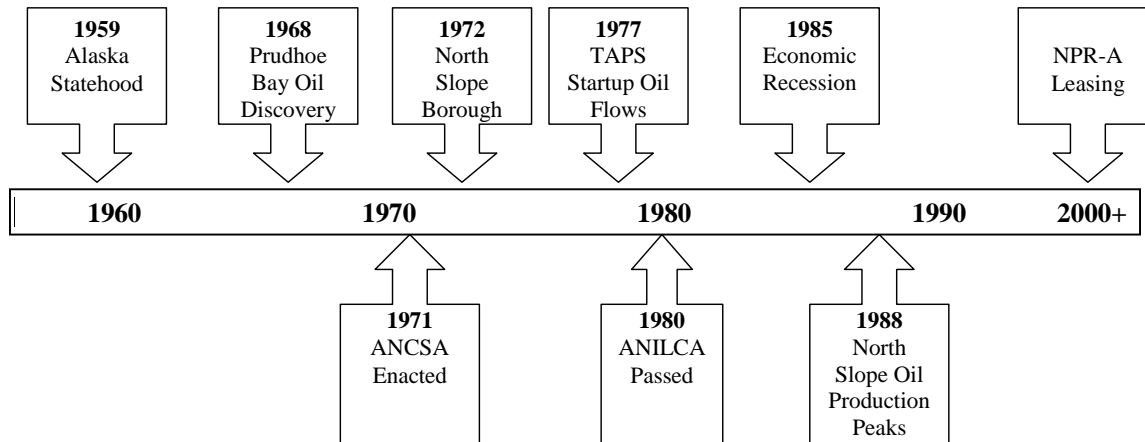 1959
Alaska
Statehood
1968
Prudhoe
Bay Oil
Discovery
1972
North
Slope
Borough
1977
TAPS
Startup Oil
Flows
1985
Economic
Recession
NPR-A
Leasing
1960 1970 1980 1990 2000+
1971
ANCSA
Enacted
1980
ANILCA
Passed
1988
North
Slope Oil
Production
Peaks